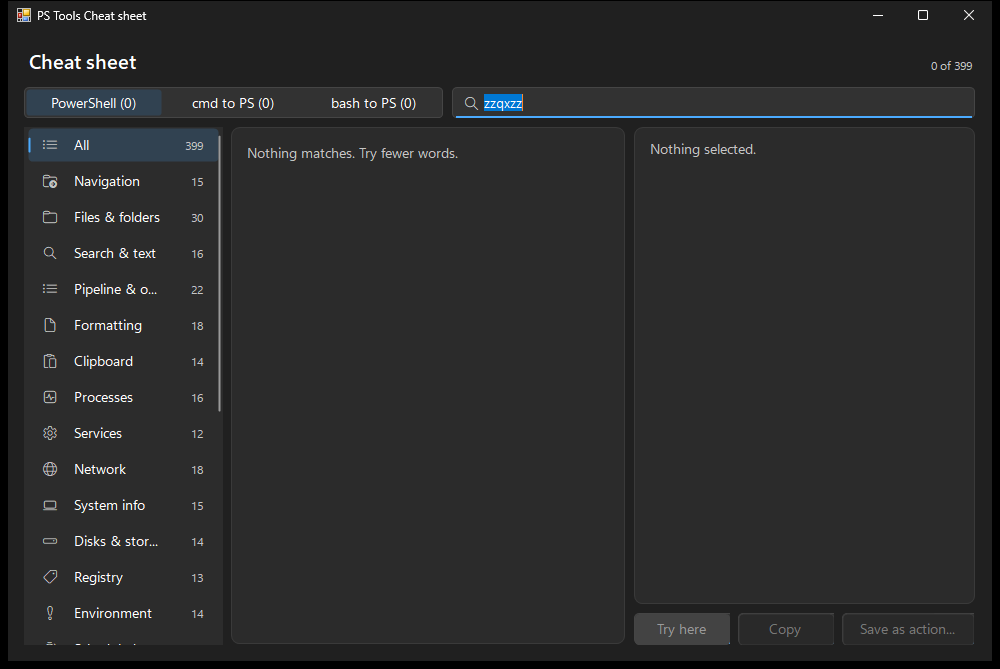 PS Tools Cheat sheet
Cheat sheet
0 of 399
PowerShell (0)
cmd to PS (0)
bash to PS (0)
zzqxzz
All 399
Navigation 15
Files & folders 30
Search & text 16
Pipeline & o... 22
Formatting 18
Clipboard 14
Processes 16
Services 12
Network 18
System info 15
Disks & stor... 14
Registry 13
Environment 14
Nothing matches. Try fewer words.
Nothing selected.
Try here
Copy
Save as action...